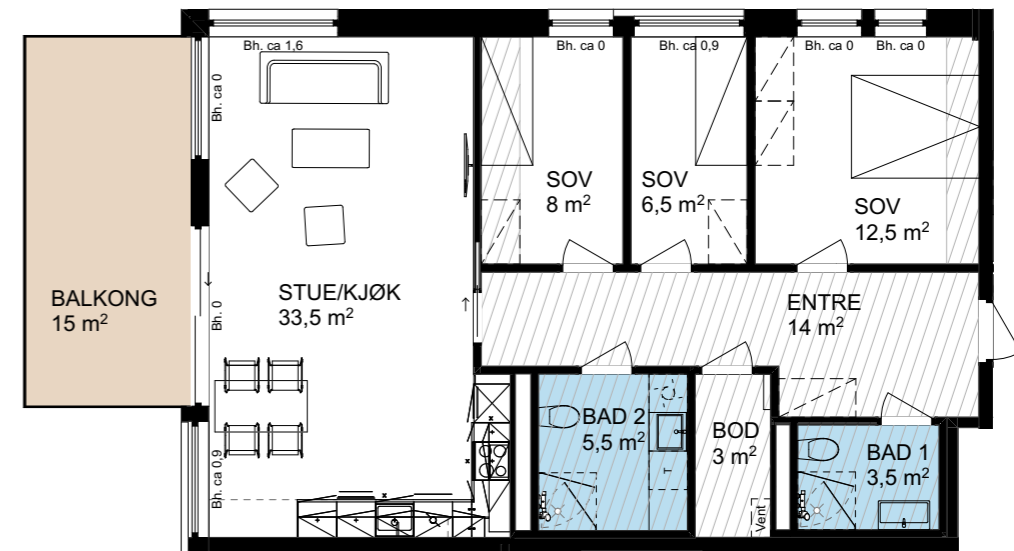 Bh. ca 1,6
Bh. ca 0
Bh. ca 0,9
Bh. ca 0
Bh. ca 0
Bh. ca 0
SOV
8 m²
SOV
6,5 m²
SOV
12,5 m²
BALKONG
15 m²
Bh. 0
STUE/KJØK
33,5 m²
ENTRE
14 m²
BAD 2
5,5 m²
T
BOD
3 m²
BAD 1
3,5 m²
Bh. ca 0,9
Vent